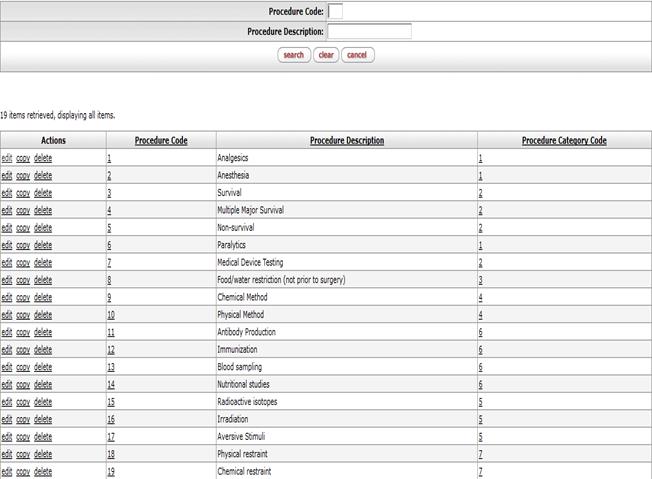 Procedure Code:
Procedure Description:
search clear cancel
19 items retrieved, displaying all items.
Actions Procedure Code Procedure Description Procedure Category Code
edit copy delete 1 Analgesics 1
edit copy delete 2 Anesthesia 1
edit copy delete 3 Survival 2
edit copy delete 4 Multiple Major Survival 2
edit copy delete 5 Non-survival 2
edit copy delete 6 Paralytics 1
edit copy delete 7 Medical Device Testing 2
edit copy delete 8 Food/water restriction (not prior to surgery) 3
edit copy delete 9 Chemical Method 4
edit copy delete 10 Physical Method 4
edit copy delete 11 Antibody Production 6
edit copy delete 12 Immunization 6
edit copy delete 13 Blood sampling 6
edit copy delete 14 Nutritional studies 6
edit copy delete 15 Radioactive isotopes 5
edit copy delete 16 Irradiation 5
edit copy delete 17 Aversive Stimuli 5
edit copy delete 18 Physical restraint 7
edit copy delete 19 Chemical restraint 7